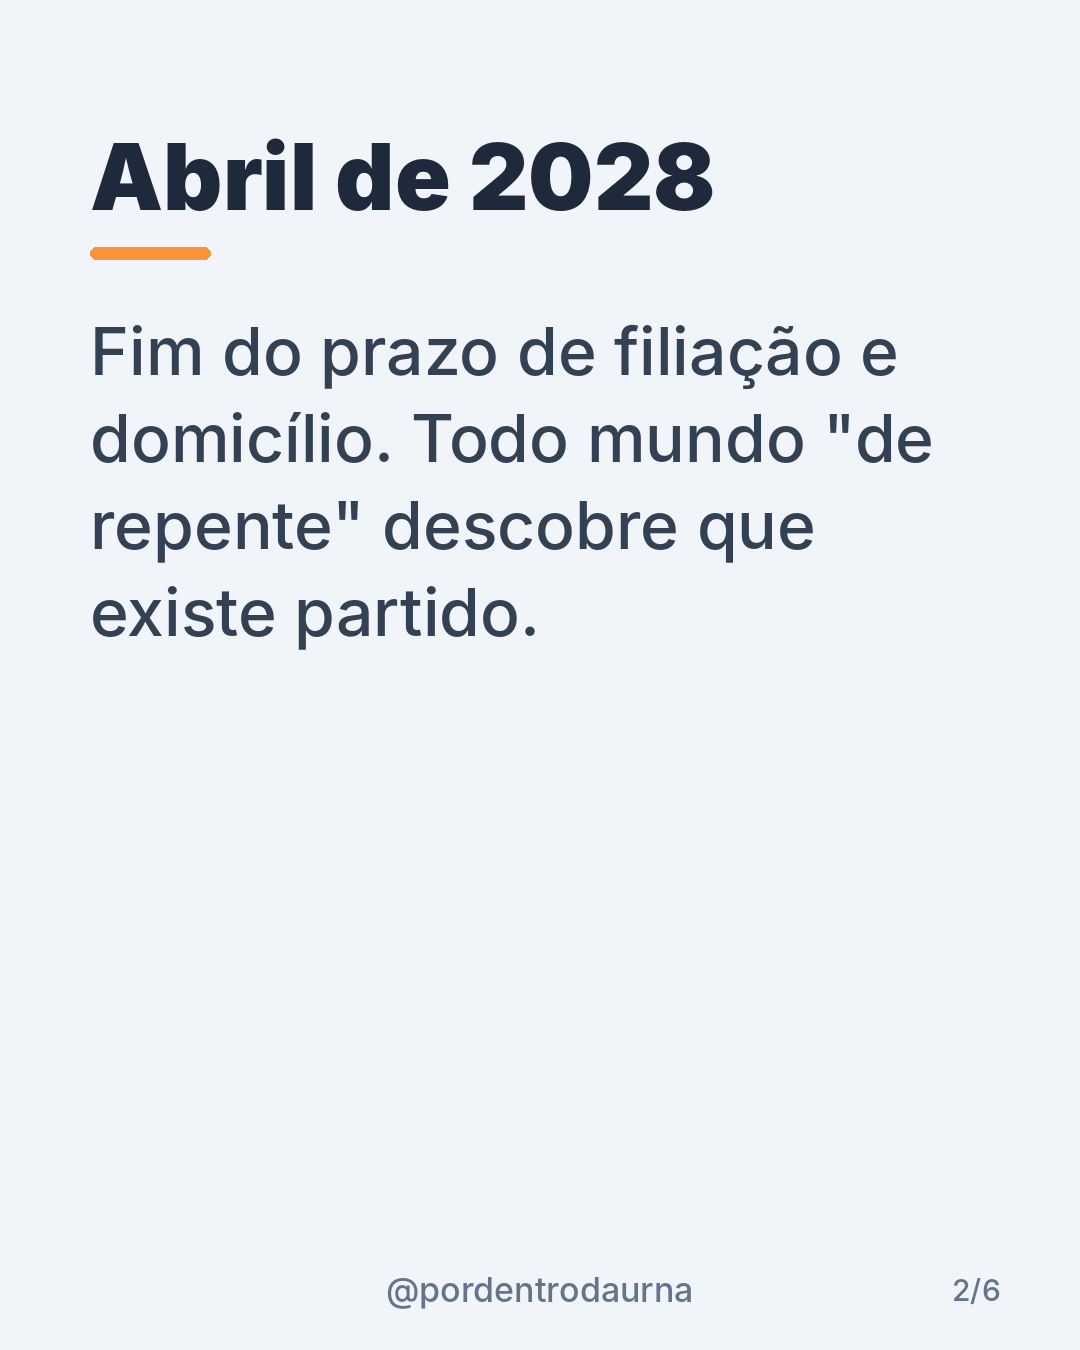 Abril de 2028
Fim do prazo de filiação e
domicílio. Todo mundo "de
repente" descobre que
existe partido.
@pordentrodaurna
2/6